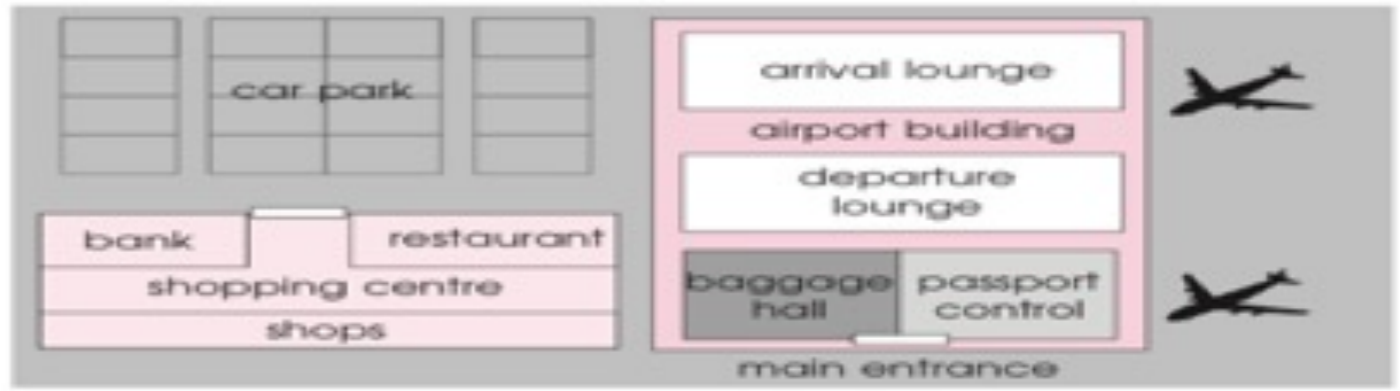 car park
bank
restaurant
shopping centre
shops
arrival lounge
airport building
departure
lounge
baggage
hall
passport
control
main entrance